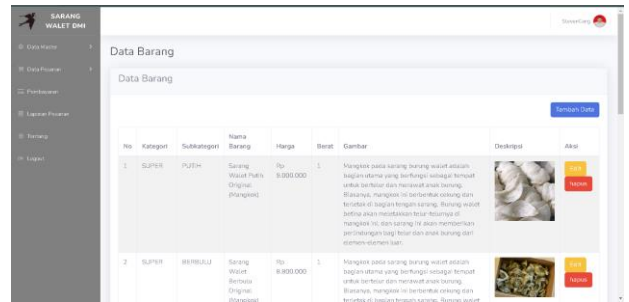 SARANG
WALET DMI
Data Master
Data Pesanan
Pembayaran
Laporan Pesanan
Tentang
Logout
Data Barang
Data Barang
Tambah Data
No
Kategori
Subkategori
Nama
Barang
Harga
Berat
Gambar
Deskripsi
Aksi
1
SUPER
PUTIH
Sarang
Walet Putih
Original
(Mangkok)
Rp
9.000.000
1
Mangkok pada sarang burung walet adalah
bagian utama yang berfungsi sebagai tempat
untuk bertelur dan merawat anak burung.
Biasanya, mangkok ini berbentuk cekung dan
terletak di bagian tengah sarang. Burung walet
betina akan meletakkan telur-telurnya di
mangkok ini, dan sarang ini akan memberikan
perlindungan bagi telur dan anak burung dari
elemen-elemen luar.
Edit
hapus
2
SUPER
BERBULU
Sarang
Walet
Berbulu
Original
(Mangkok)
Rp
1
Mangkok pada sarang burung walet adalah
bagian utama yang berfungsi sebagai tempat
untuk bertelur dan merawat anak burung.
Biasanya, mangkok ini berbentuk cekung dan
terletak di bagian tengah sarang. Burung walet
Edit
hapus